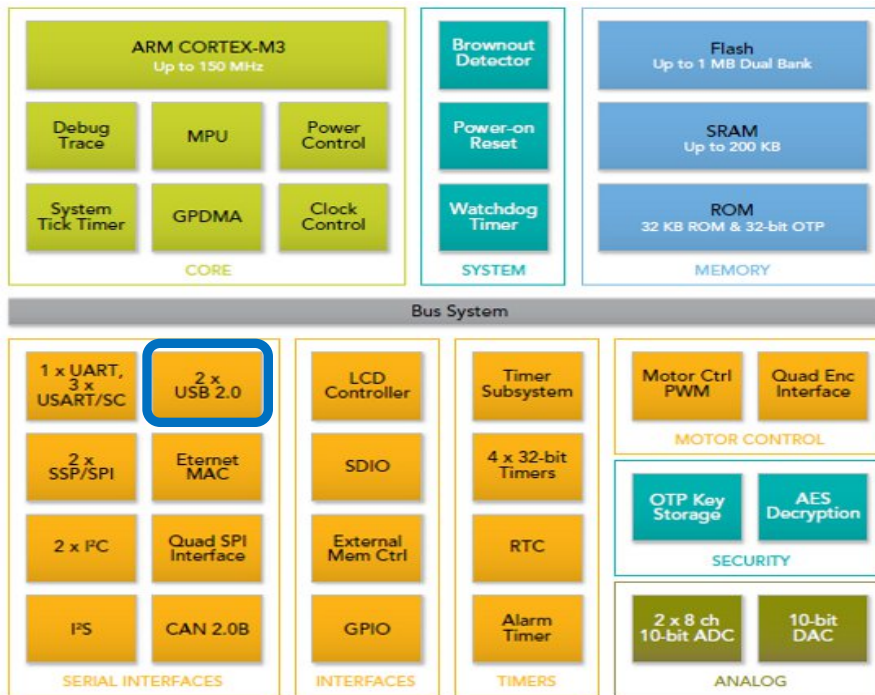 ARM CORTEX-M3
Up to 150 MHz
Debug
Trace
MPU
Power
Control
System
Tick Timer
GPDMA
Clock
Control
CORE
Brownout
Detector
Power-on
Reset
Watchdog
Timer
SYSTEM
Flash
Up to 1 MB Dual Bank
SRAM
Up to 200 KB
ROM
32 KB ROM & 32-bit OTP
MEMORY
Bus System
1 x UART,
3 x
USART/SC
2 x
USB 2.0
2 x
SSP/SPI
Eternet
MAC
2 x I²C
Quad SPI
Interface
I²S
CAN 2.0B
SERIAL INTERFACES
LCD
Controller
SDIO
External
Mem Ctrl
GPIO
INTERFACES
Timer
Subsystem
4 x 32-bit
Timers
RTC
Alarm
Timer
TIMERS
Motor Ctrl
PWM
Quad Enc
Interface
MOTOR CONTROL
OTP Key
Storage
AES
Decryption
SECURITY
2 x 8 ch
10-bit ADC
10-bit
DAC
ANALOG